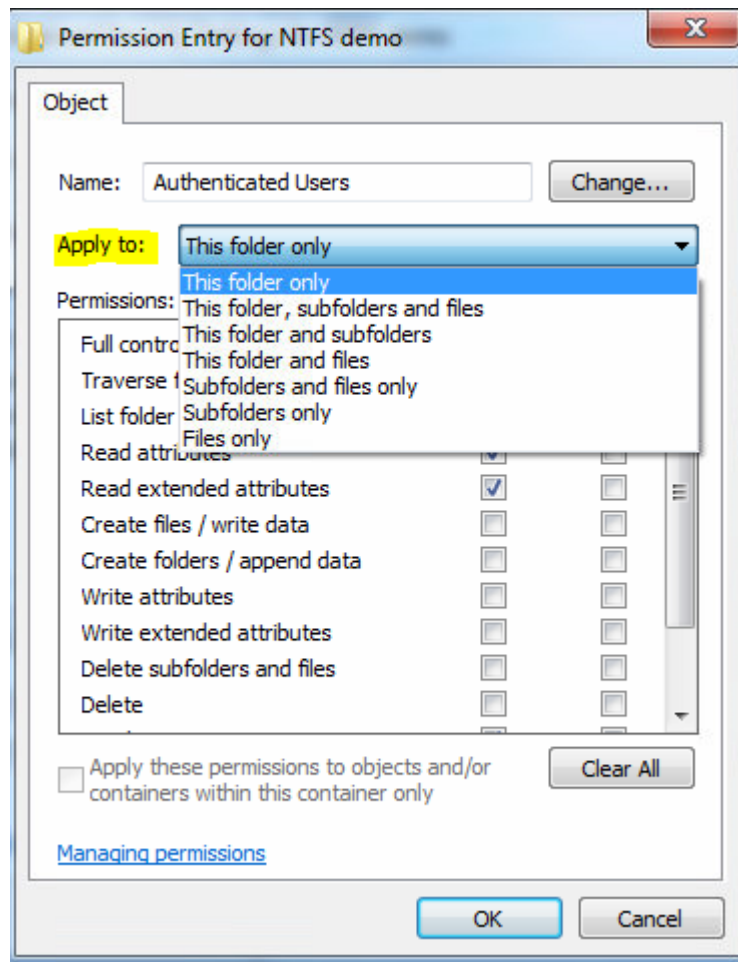 Permission Entry for NTFS demo
Object
Name: Authenticated Users Change...
Apply to: This folder only
This folder only
Permissions: This folder, subfolders and files
This folder and subfolders
Full contro
This folder and files
Traverse f Subfolders and files only
List folder Subfolders only
Files only
Read attributes
Read extended attributes
Create files / write data
Create folders / append data
Write attributes
Write extended attributes
Delete subfolders and files
Delete
Apply these permissions to objects and/or
containers within this container only
Clear All
Managing permissions
OK Cancel